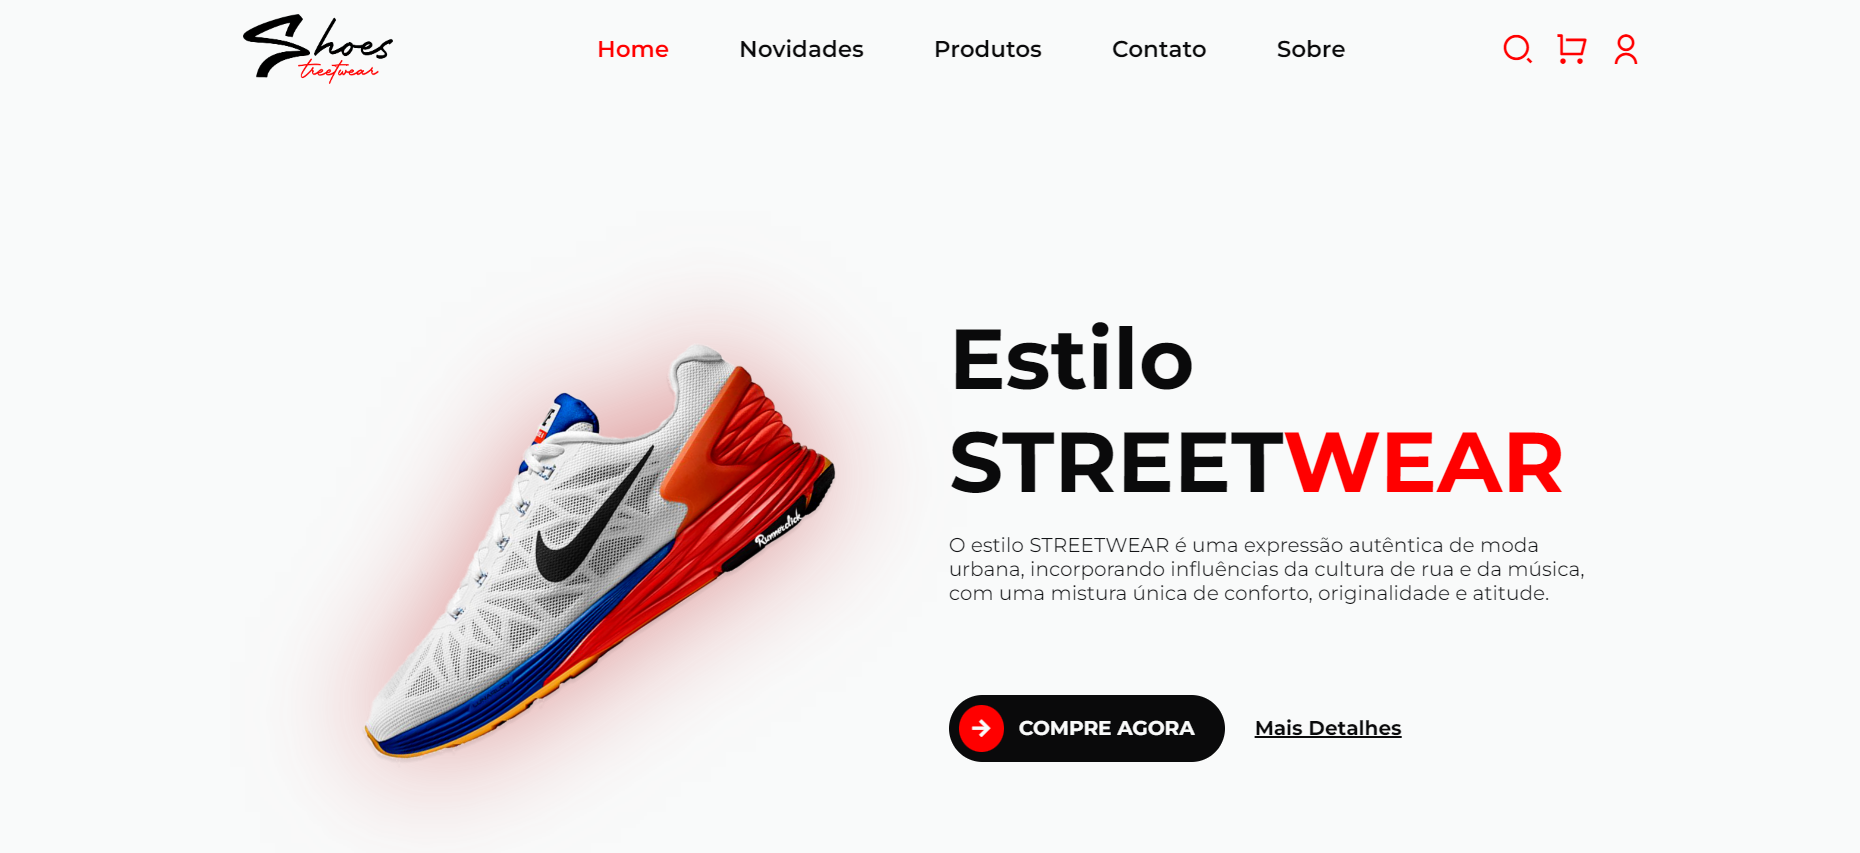 Shoes
treetwear
Home Novidades Produtos Contato Sobre
Estilo
STREETWEAR
O estilo STREETWEAR é uma expressão autêntica de moda
urbana, incorporando influências da cultura de rua e da música,
com uma mistura única de conforto, originalidade e atitude.
COMPRE AGORA Mais Detalhes